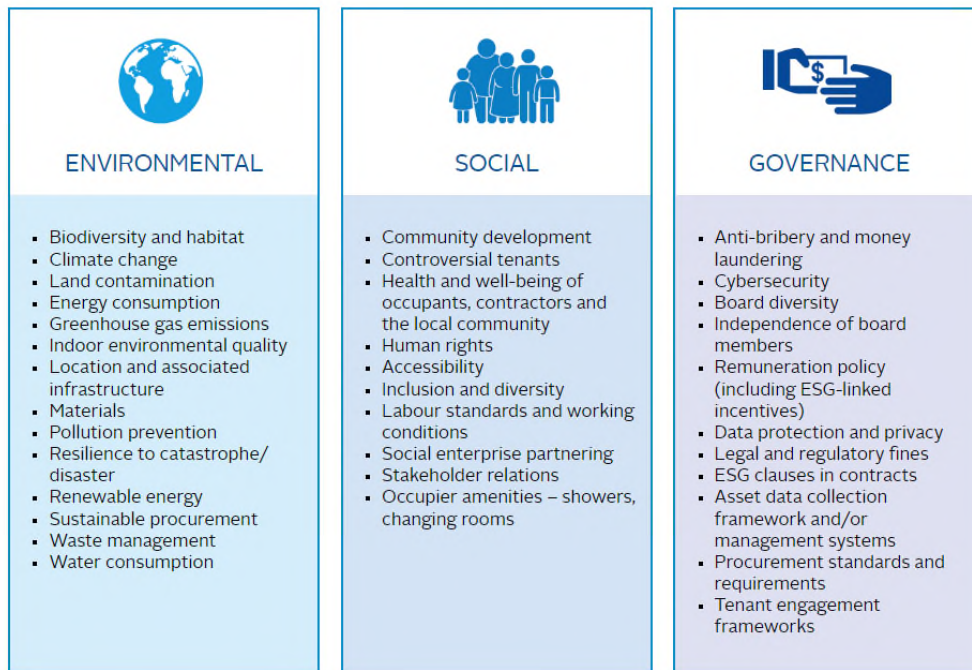 ENVIRONMENTAL
▪ Biodiversity and habitat
▪ Climate change
▪ Land contamination
▪ Energy consumption
▪ Greenhouse gas emissions
▪ Indoor environmental quality
▪ Location and associated
infrastructure
▪ Materials
▪ Pollution prevention
▪ Resilience to catastrophe/
disaster
▪ Renewable energy
▪ Sustainable procurement
▪ Waste management
▪ Water consumption
SOCIAL
▪ Community development
▪ Controversial tenants
▪ Health and well-being of
occupants, contractors and
the local community
▪ Human rights
▪ Accessibility
▪ Inclusion and diversity
▪ Labour standards and working
conditions
▪ Social enterprise partnering
▪ Stakeholder relations
▪ Occupier amenities – showers,
changing rooms
$
GOVERNANCE
▪ Anti-bribery and money
laundering
▪ Cybersecurity
▪ Board diversity
▪ Independence of board
members
▪ Remuneration policy
(including ESG-linked
incentives)
▪ Data protection and privacy
▪ Legal and regulatory fines
▪ ESG clauses in contracts
▪ Asset data collection
framework and/or
management systems
▪ Procurement standards and
requirements
▪ Tenant engagement
frameworks